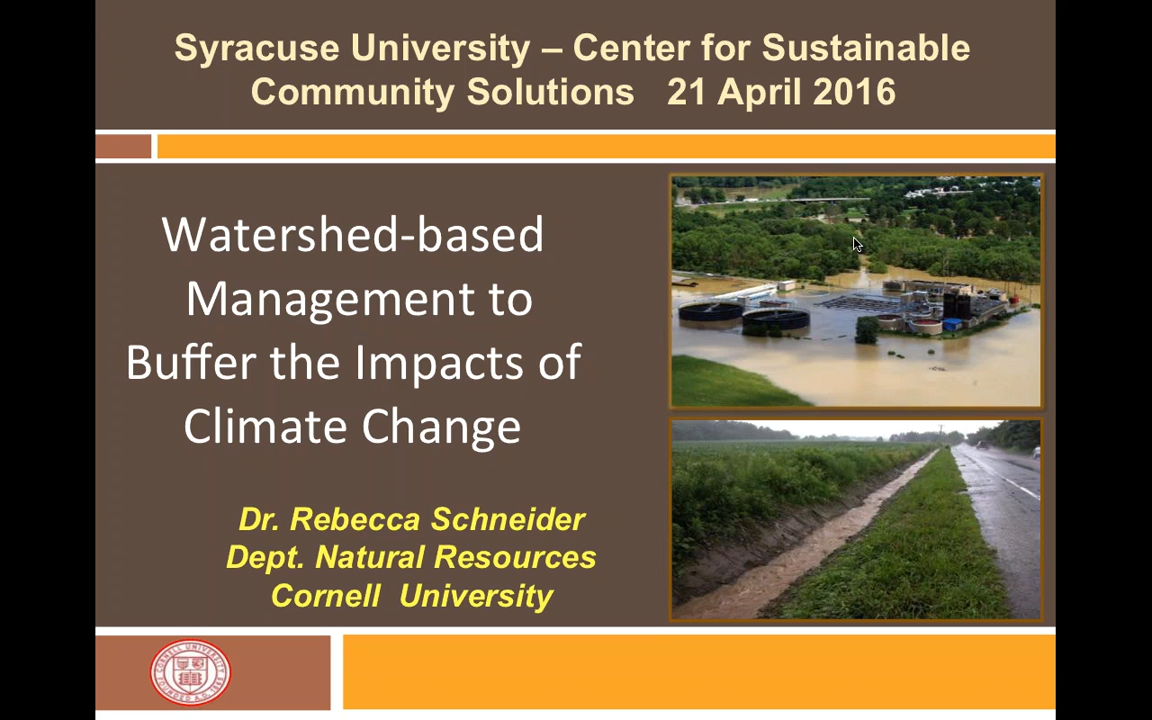 Syracuse University – Center for Sustainable
Community Solutions 21 April 2016
Watershed-based
Management to
Buffer the Impacts of
Climate Change
Dr. Rebecca Schneider
Dept. Natural Resources
Cornell University